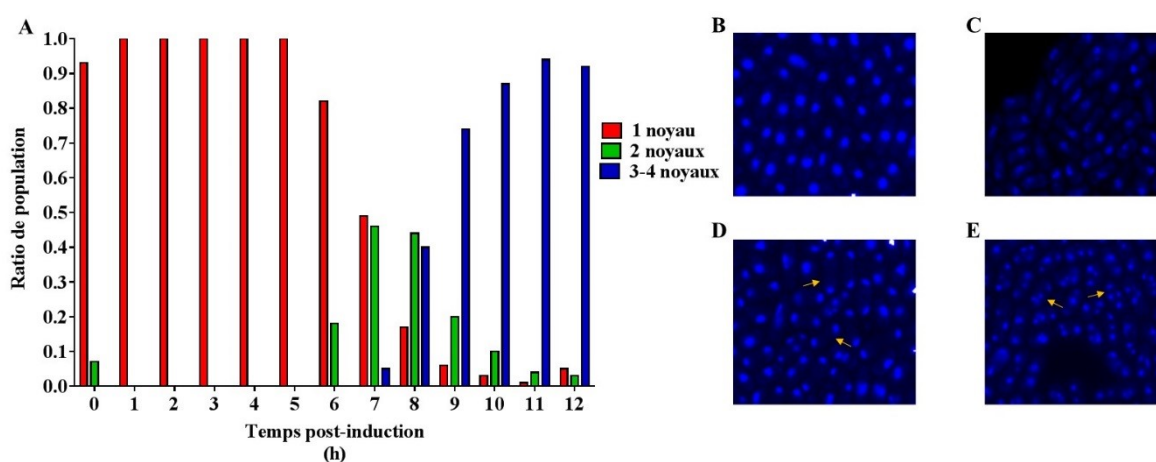 A
1.0
0.9
0.8
0.7
0.6
0.5
0.4
0.3
0.2
0.1
0.0
Ratio de population
0 1 2 3 4 5 6 7 8 9 10 11 12
Temps post-induction
(h)
1 noyau
2 noyaux
3-4 noyaux
B
C
D
E